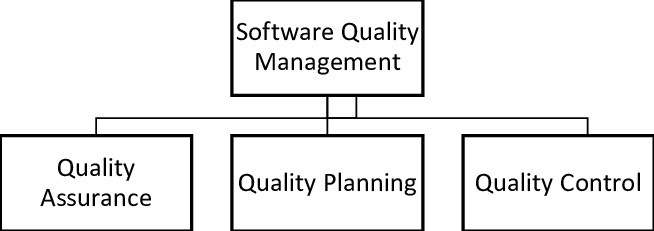 Software Quality
Management
Quality
Assurance
Quality Planning
Quality Control